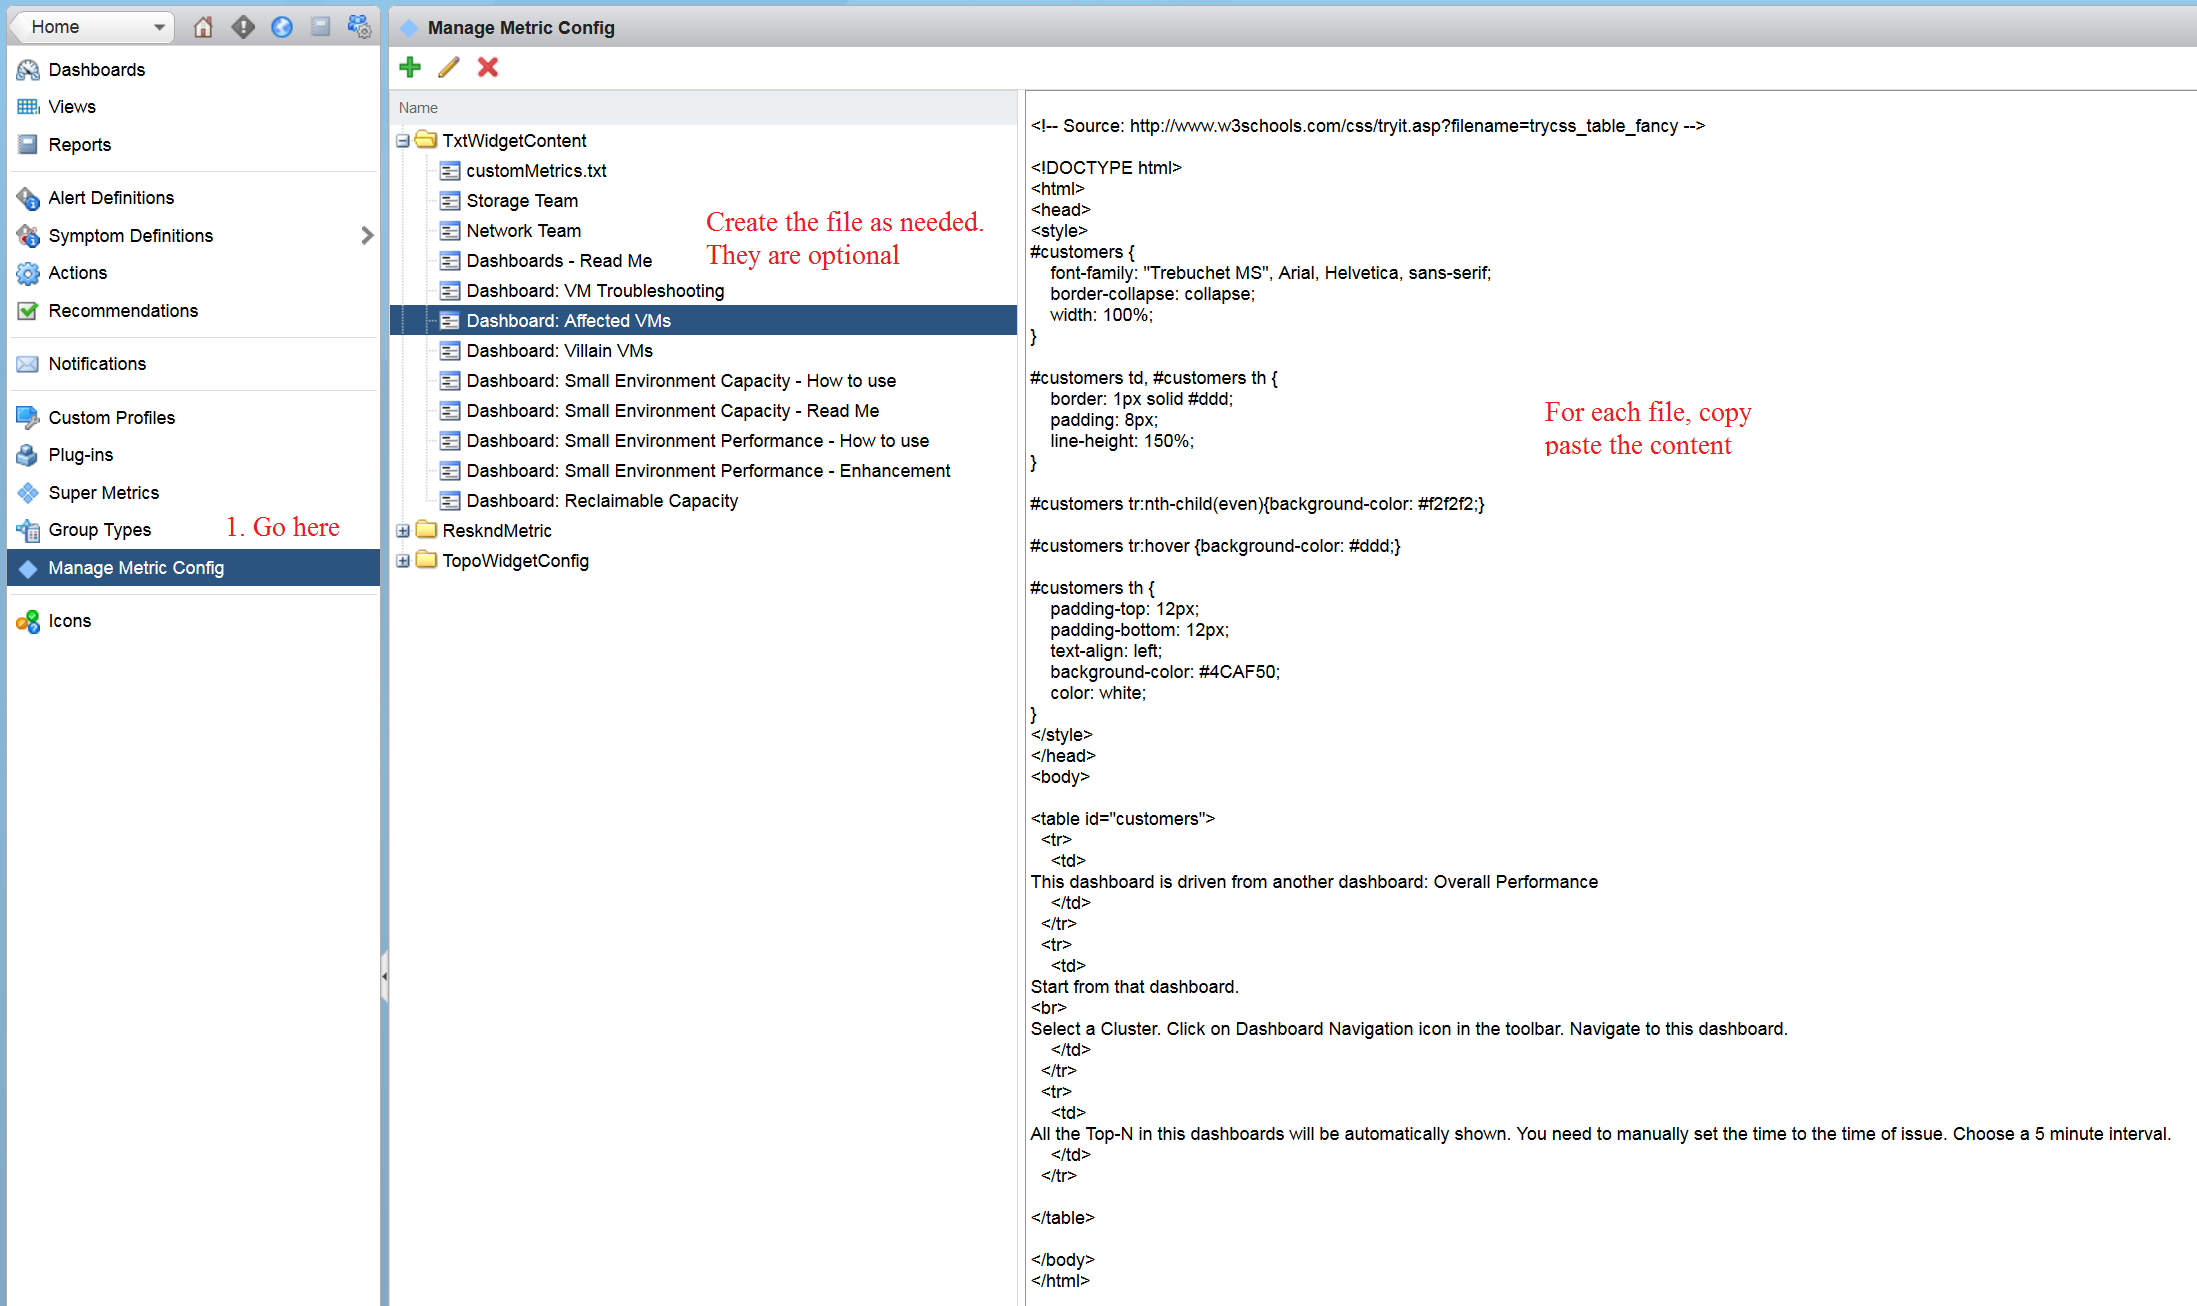 Home
Dashboards
Views
Reports
Alert Definitions
Symptom Definitions
Actions
Recommendations
Notifications
Custom Profiles
Plug-ins
Super Metrics
Group Types
1. Go here
Manage Metric Config
Icons
Manage Metric Config
Name
TxtWidgetContent
customMetrics.txt
Storage Team
Network Team
Dashboards - Read Me
Dashboard: VM Troubleshooting
Dashboard: Affected VMs
Dashboard: Villain VMs
Dashboard: Small Environment Capacity - How to use
Dashboard: Small Environment Capacity - Read Me
Dashboard: Small Environment Performance - How to use
Dashboard: Small Environment Performance - Enhancement
Dashboard: Reclaimable Capacity
ReskndMetric
TopoWidgetConfig
Create the file as needed.
They are optional
<!-- Source: http://www.w3schools.com/css/tryit.asp?filename=trycss_table_fancy -->
<!DOCTYPE html>
<html>
<head>
<style>
#customers {
font-family: "Trebuchet MS", Arial, Helvetica, sans-serif;
border-collapse: collapse;
width: 100%;
}
#customers td, #customers th {
border: 1px solid #ddd;
padding: 8px;
line-height: 150%;
}
#customers tr:nth-child(even){background-color: #f2f2f2;}
#customers tr:hover {background-color: #ddd;}
#customers th {
padding-top: 12px;
padding-bottom: 12px;
text-align: left;
background-color: #4CAF50;
color: white;
}
</style>
</head>
<body>
<table id="customers">
<tr>
<td>
This dashboard is driven from another dashboard: Overall Performance
</td>
</tr>
<tr>
<td>
Start from that dashboard.
<br>
Select a Cluster. Click on Dashboard Navigation icon in the toolbar. Navigate to this dashboard.
</td>
</tr>
<tr>
<td>
All the Top-N in this dashboards will be automatically shown. You need to manually set the time to the time of issue. Choose a 5 minute interval.
</td>
</tr>
</table>
</body>
</html>
For each file, copy
paste the content